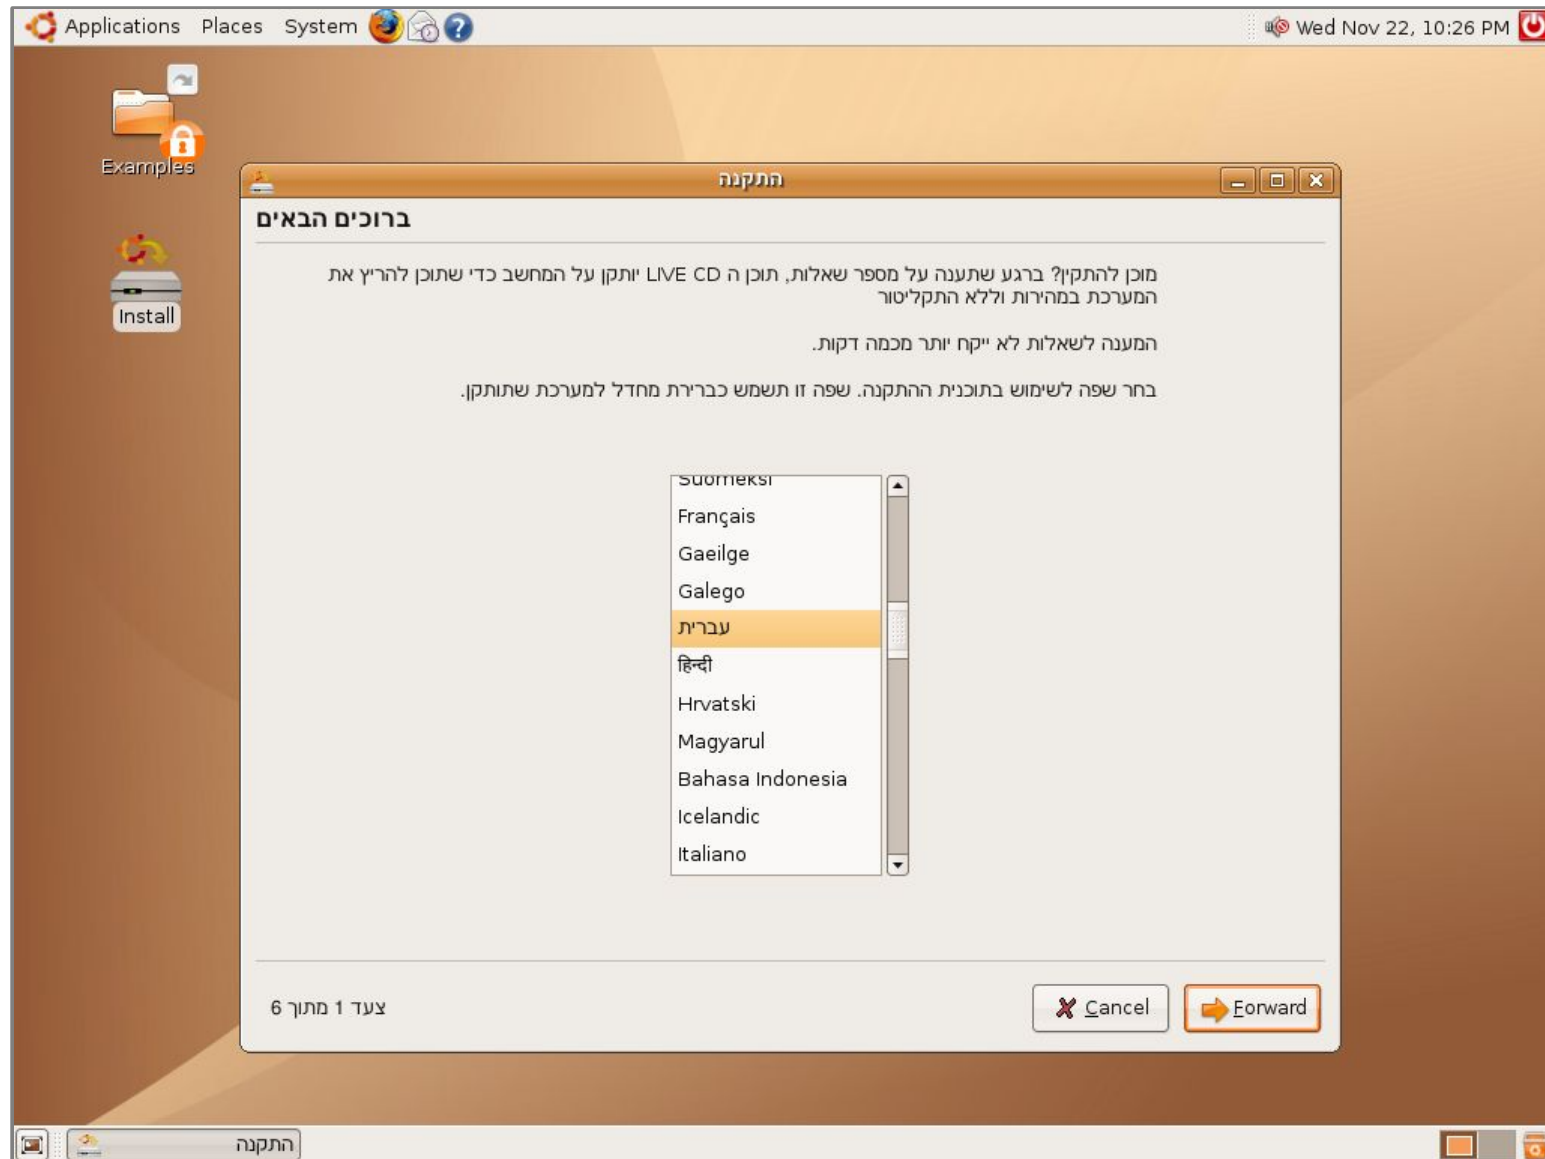 Applications Places System Wed Nov 22, 10:26 PM
Examples
Install
התקנה
ברוכים הבאים
מוכן להתקין? ברגע שתענה על מספר שאלות, תוכן ה LIVE CD יותקן על המחשב כדי שתוכן להריץ את
המערכת במהירות וללא התקליטור
המענה לשאלות לא ייקח יותר מכמה דקות.
בחר שפה לשימוש בתוכנית ההתקנה. שפה זו תשמש כברירת מחדל למערכת שתותקן.
Suomeksi
Français
Gaeilge
Galego
עברית
हिन्दी
Hrvatski
Magyarul
Bahasa Indonesia
Icelandic
Italiano
צעד 1 מתוך 6
Cancel
Forward
התקנה